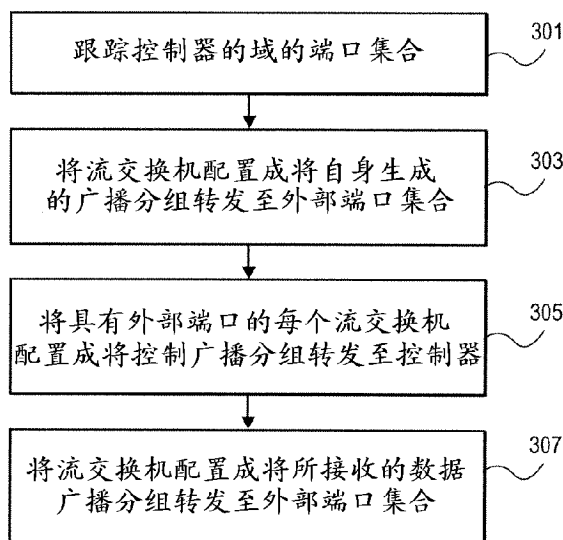 跟踪控制器的域的端口集合
301
将流交换机配置成将自身生成
的广播分组转发至外部端口集合
303
将具有外部端口的每个流交换机
配置成将控制广播分组转发至控制器
305
将流交换机配置成将所接收的数据
广播分组转发至外部端口集合
307